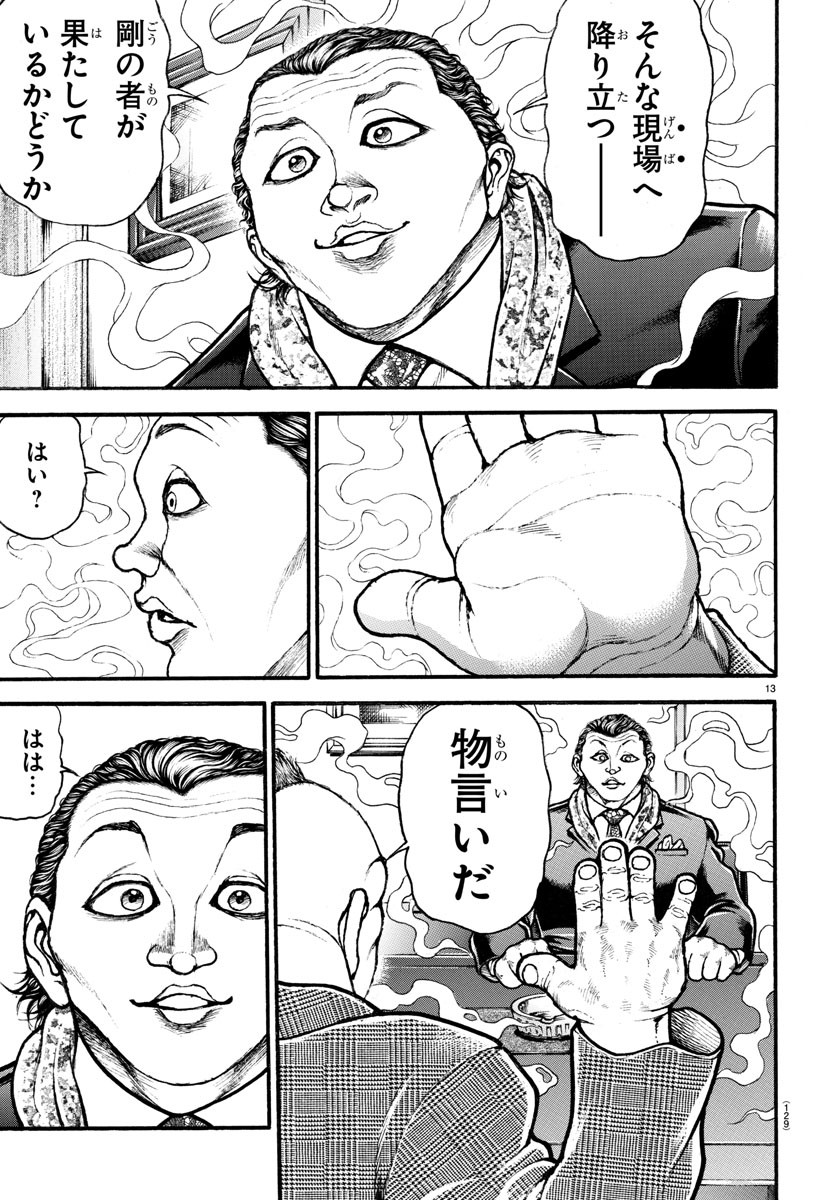 そんな現場へ
降り立つ――
剛の者が
果たして
いるかどうか
はい?
物言いだ
はは…
13
(129)